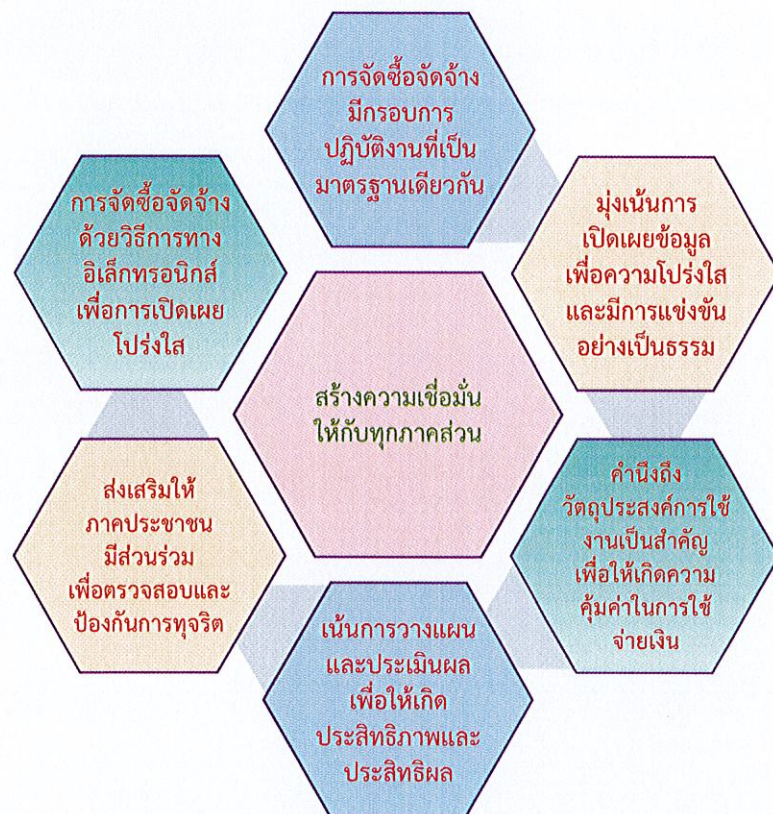 การจัดซื้อจัดจ้าง
มีกรอบการ
ปฏิบัติงานที่เป็น
มาตรฐานเดียวกัน
มุ่งเน้นการ
เปิดเผยข้อมูล
เพื่อความโปร่งใส
และมีการแข่งขัน
อย่างเป็นธรรม
คำนึงถึง
วัตถุประสงค์การใช้
งานเป็นสำคัญ
เพื่อให้เกิดความ
คุ้มค่าในการใช้
จ่ายเงิน
เน้นการวางแผน
และประเมินผล
เพื่อให้เกิด
ประสิทธิภาพและ
ประสิทธิผล
ส่งเสริมให้
ภาคประชาชน
มีส่วนร่วม
เพื่อตรวจสอบและ
ป้องกันการทุจริต
การจัดซื้อจัดจ้าง
ด้วยวิธีการทาง
อิเล็กทรอนิกส์
เพื่อการเปิดเผย
โปร่งใส
สร้างความเชื่อมั่น
ให้กับทุกภาคส่วน